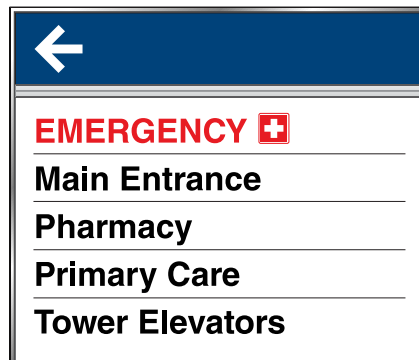 EMERGENCY
Main Entrance
Pharmacy
Primary Care
Tower Elevators